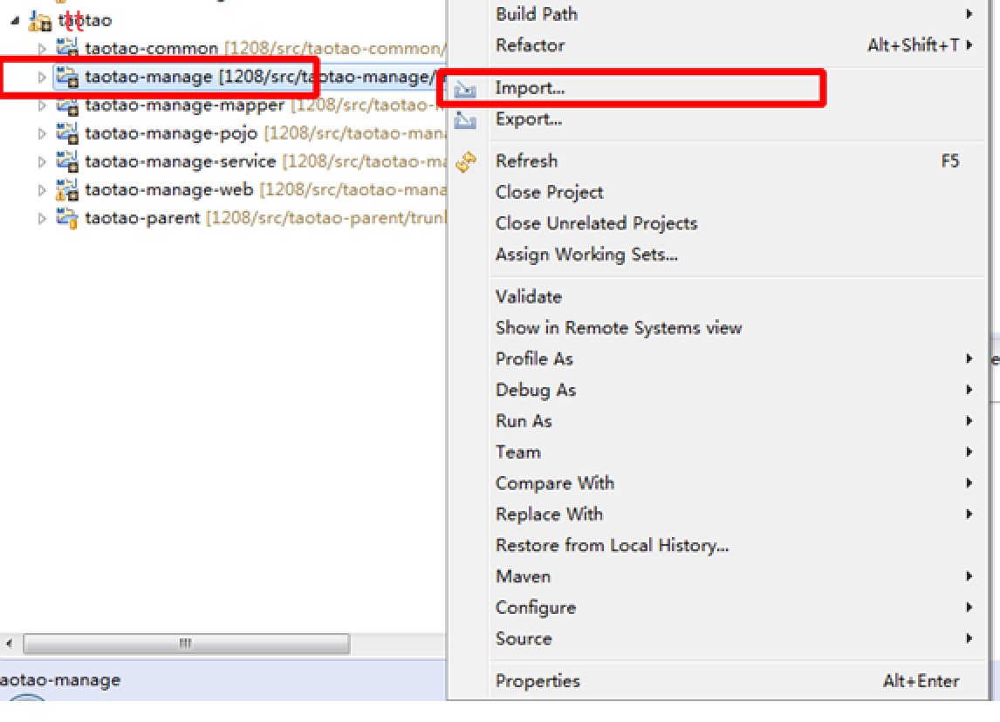 taotao
tt
taotao-common [1208/src/taotao-common/
taotao-manage [1208/src/taotao-manage/
taotao-manage-mapper [1208/src/taotao-
taotao-manage-pojo [1208/src/taotao-mana
taotao-manage-service [1208/src/taotao-ma
taotao-manage-web [1208/src/taotao-mana
taotao-parent [1208/src/taotao-parent/trunk
aotao-manage
Build Path
Refactor Alt+Shift+T
Import...
Export...
Refresh F5
Close Project
Close Unrelated Projects
Assign Working Sets...
Validate
Show in Remote Systems view
Profile As
Debug As
Run As
Team
Compare With
Replace With
Restore from Local History...
Maven
Configure
Source
Properties Alt+Enter